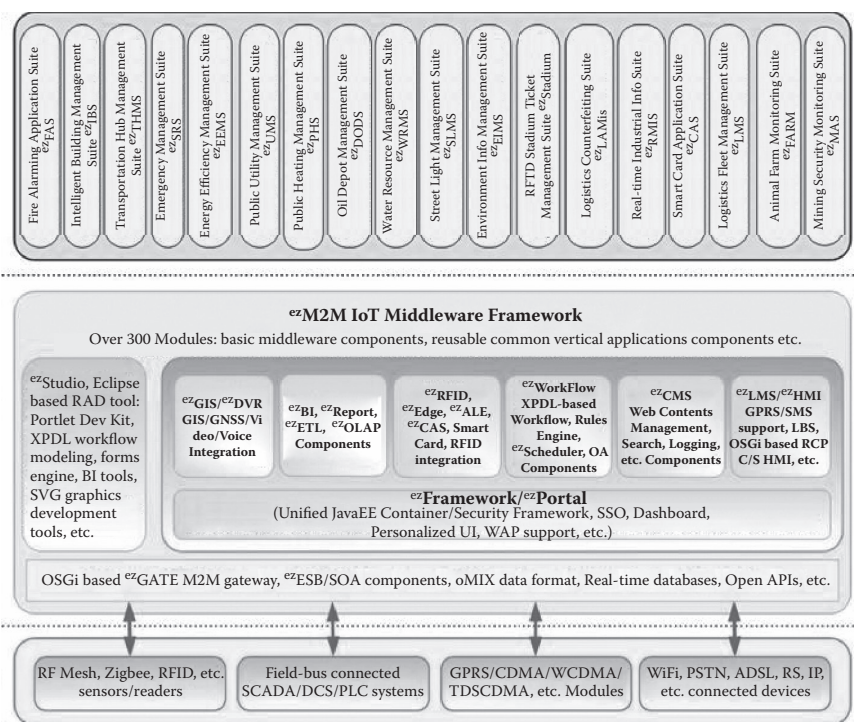 Fire Alarming Application Suite
ezFAS
Intelligent Building Management
Suite ezIBS
Transportation Hub Management
Suite ezTHMS
Emergency Management Suite
ezSRS
Energy Efficiency Management Suite
ezEEMS
Public Utility Management Suite
ezUMS
Public Heating Management Suite
ezPHS
Oil Depot Management Suite
ezDODS
Water Resource Management Suite
ezWRMS
Street Light Management Suite
ezSLMS
Environment Info Management Suite
ezEIMS
RFID Stadium Ticket
Management Suite ezStadium
Logistics Counterfeiting Suite
ezLAMis
Real-time Industrial Info Suite
ezRMIS
Smart Card Application Suite
ezCAS
Logistics Fleet Management Suite
ezLMS
Animal Farm Monitoring Suite
ezFARM
Mining Security Monitoring Suite
ezMAS
ezM2M IoT Middleware Framework
Over 300 Modules: basic middleware components, reusable common vertical applications components etc.
ezStudio, Eclipse
based RAD tool:
Portlet Dev Kit,
XPDL workflow
modeling, forms
engine, BI tools,
SVG graphics
development
tools, etc.
ezGIS/ezDVR
GIS/GNSS/Vi
deo/Voice
Integration
ezBI, ezReport,
ezETL, ezOLAP
Components
ezRFID,
ezEdge, ezALE,
ezCAS, Smart
Card, RFID
integration
ezWorkFlow
XPDL-based
Workflow, Rules
Engine,
ezScheduler, OA
Components
ezCMS
Web Contents
Management,
Search, Logging,
etc. Components
ezLMS/ezHMI
GPRS/SMS
support, LBS,
OSGi based RCP
C/S HMI, etc.
ezFramework/ezPortal
(Unified JavaEE Container/Security Framework, SSO, Dashboard,
Personalized UI, WAP support, etc.)
OSGi based ezGATE M2M gateway, ezESB/SOA components, oMIX data format, Real-time databases, Open APIs, etc.
RF Mesh, Zigbee, RFID, etc.
sensors/readers
Field-bus connected
SCADA/DCS/PLC systems
GPRS/CDMA/WCDMA/
TDSCDMA, etc. Modules
WiFi, PSTN, ADSL, RS, IP,
etc. connected devices